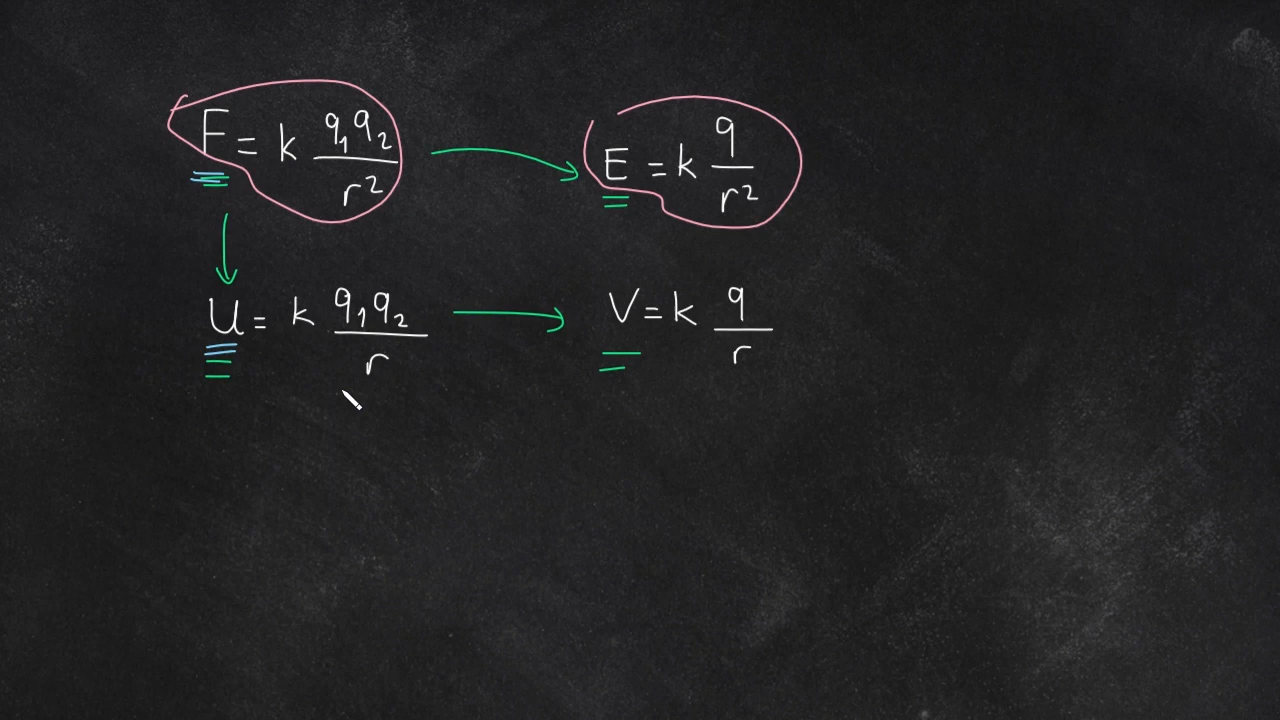 F = k q₁q₂ / r² E = k q / r²
U = k q₁q₂ / r V = k q / r